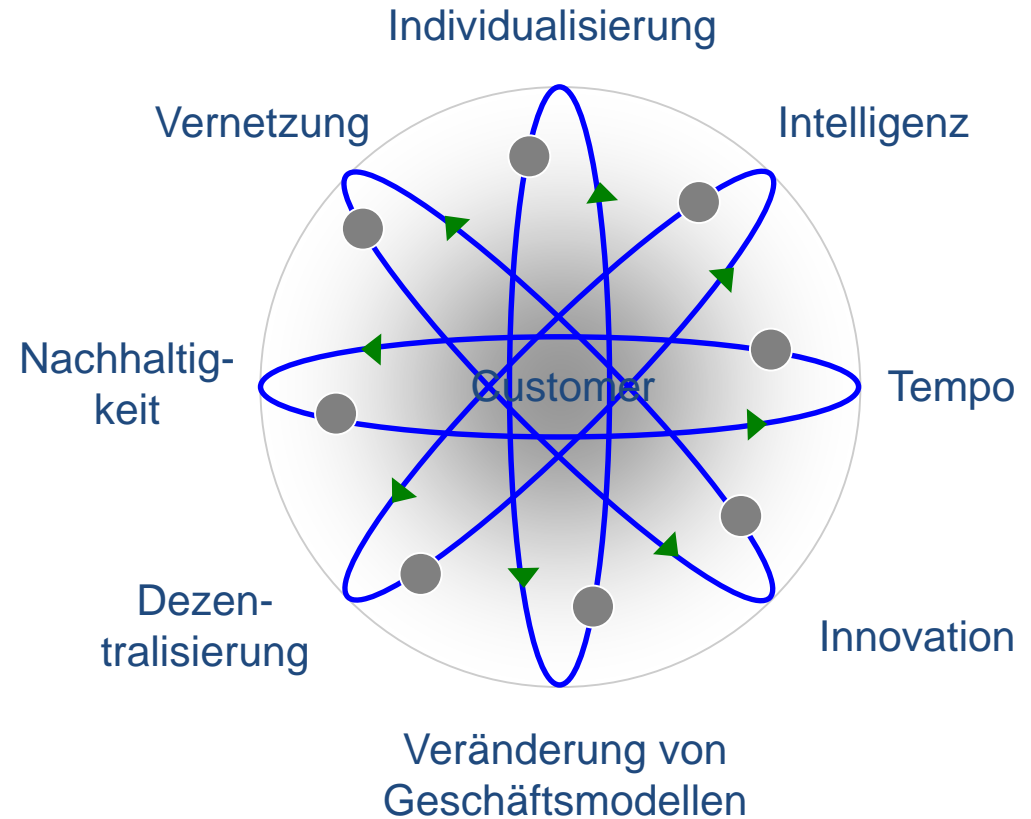 Individualisierung
Vernetzung
Intelligenz
Nachhaltig-
keit
Customer
Tempo
Dezen-
tralisierung
Innovation
Veränderung von
Geschäftsmodellen